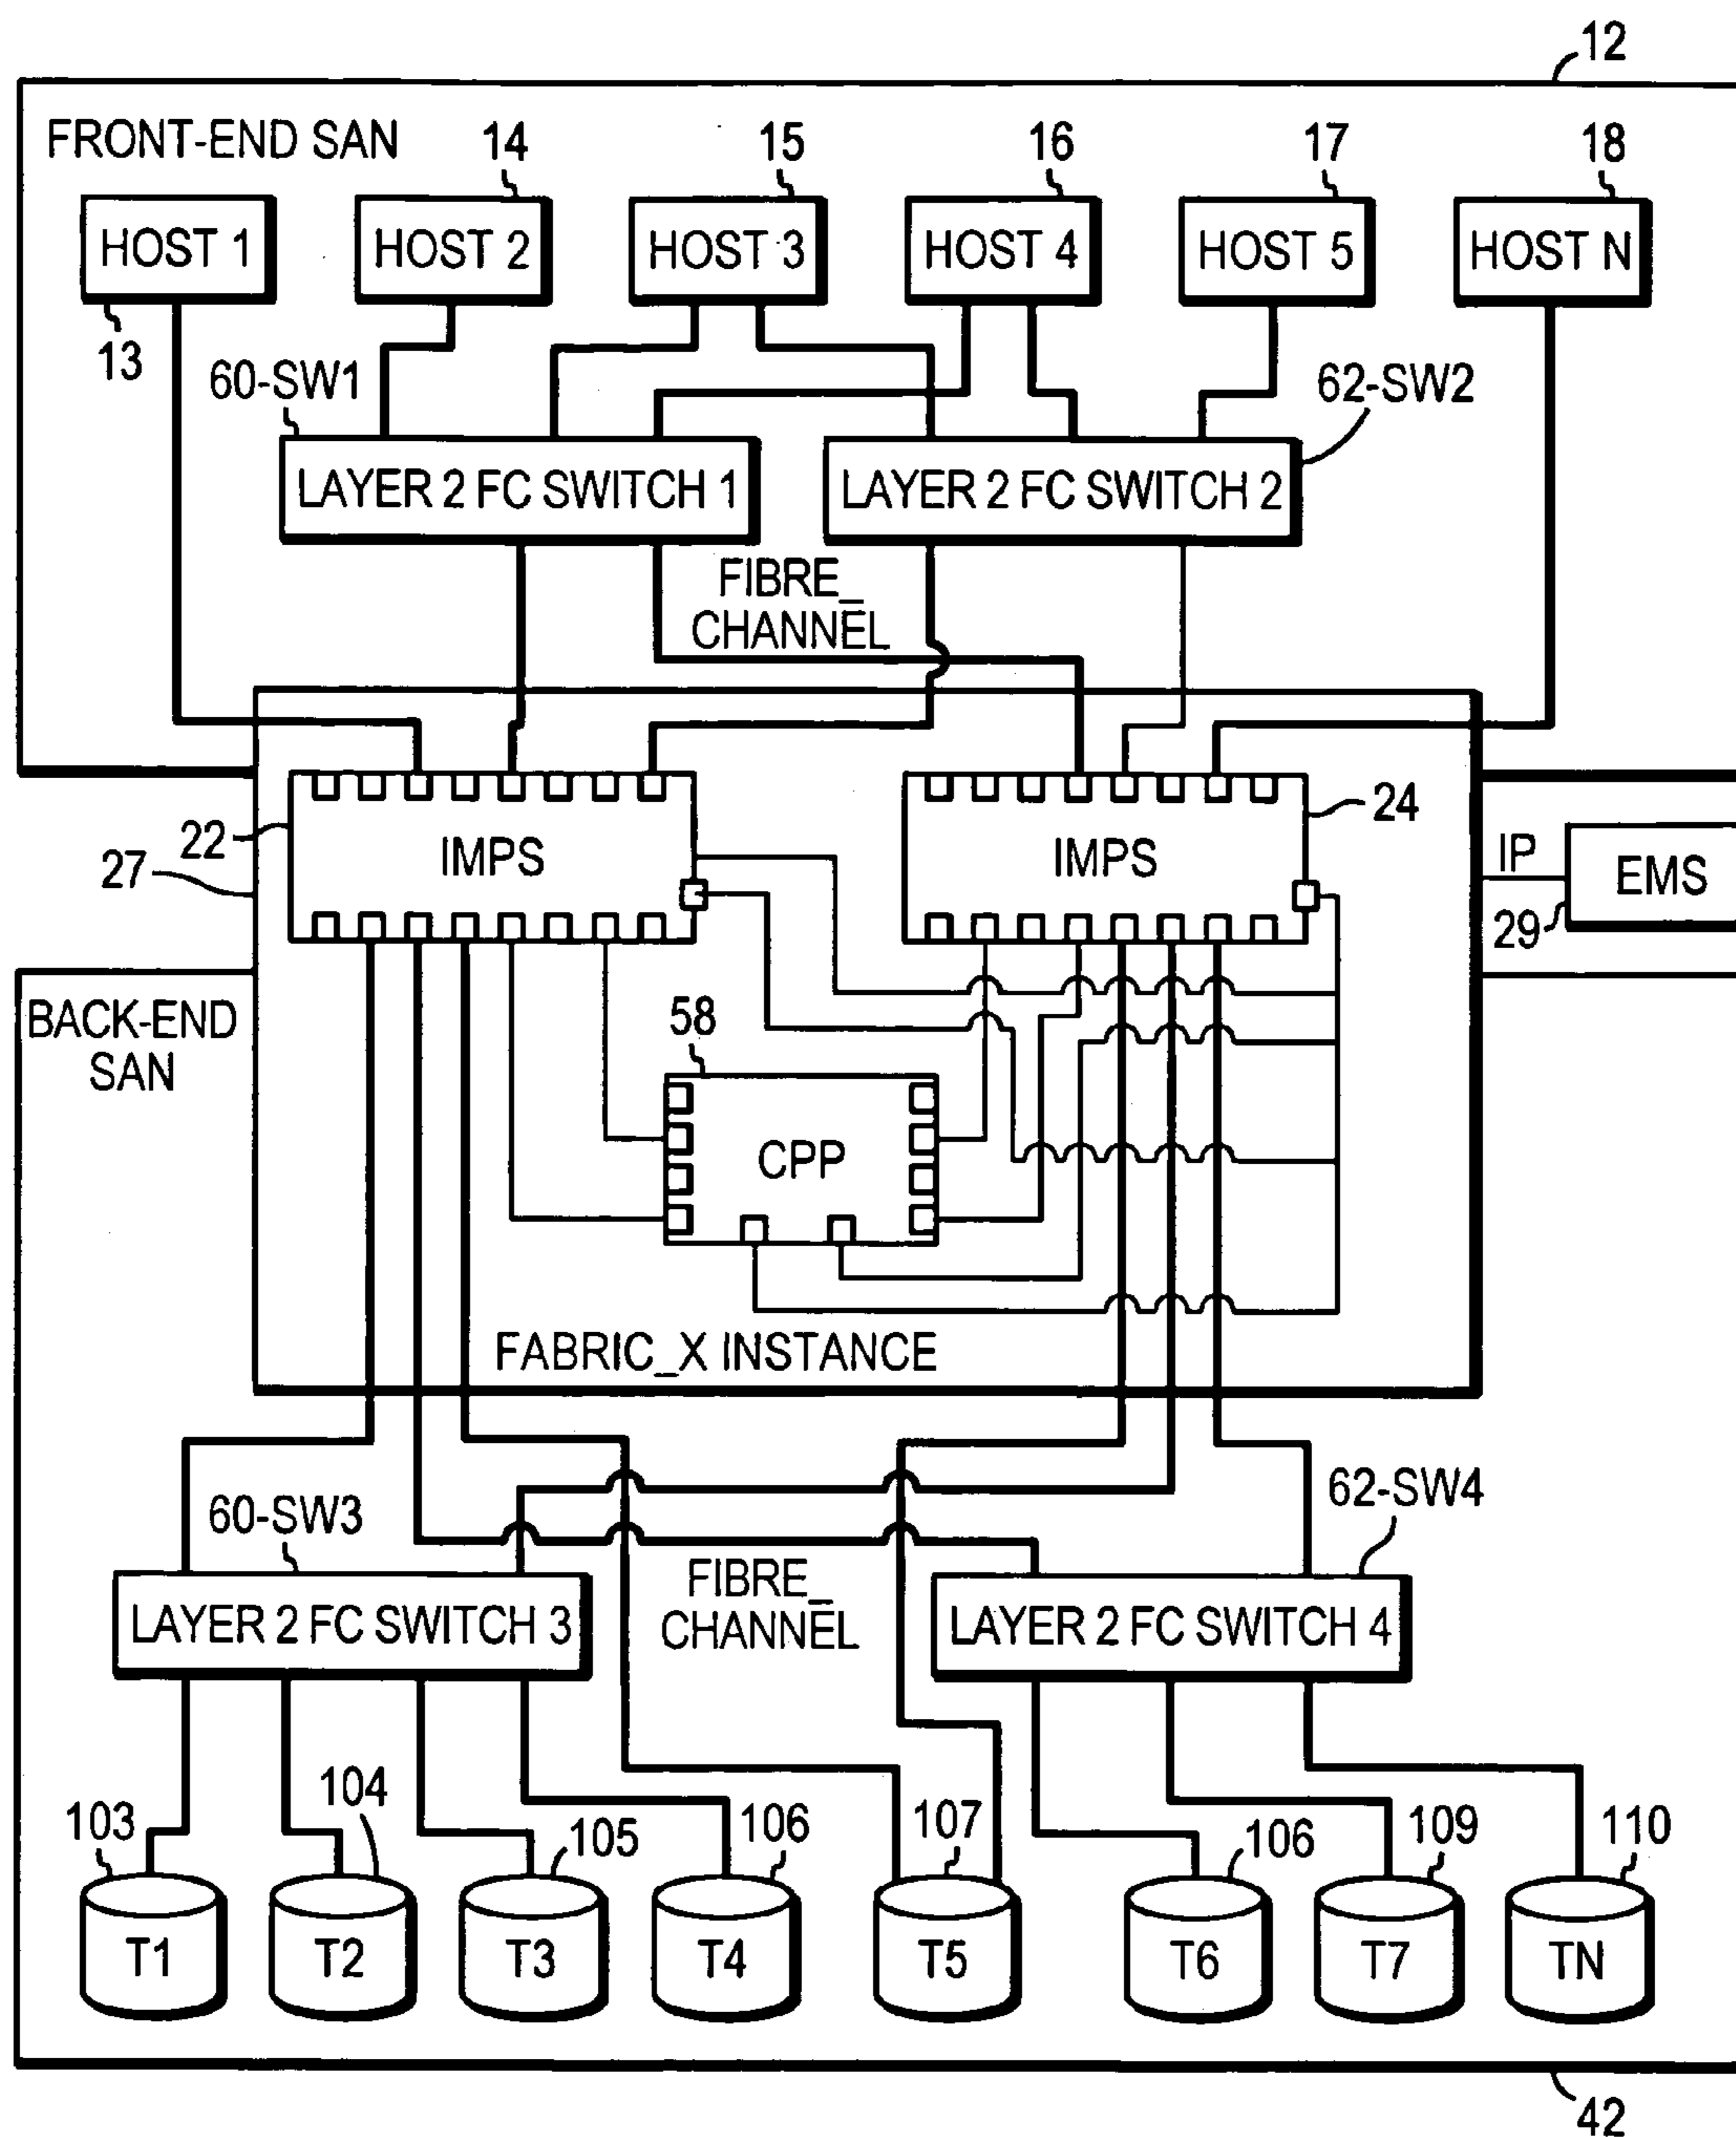 12
FRONT-END SAN
14
15
16
17
18
HOST 1
HOST 2
HOST 3
HOST 4
HOST 5
HOST N
13
60-SW1
62-SW2
LAYER 2 FC SWITCH 1
LAYER 2 FC SWITCH 2
FIBRE_
CHANNEL
22
IMPS
IMPS
24
27
IP
EMS
29
BACK-END
SAN
58
CPP
FABRIC_X INSTANCE
60-SW3
62-SW4
FIBRE_
CHANNEL
LAYER 2 FC SWITCH 3
LAYER 2 FC SWITCH 4
103
104
105
106
107
106
109
110
T1
T2
T3
T4
T5
T6
T7
TN
42